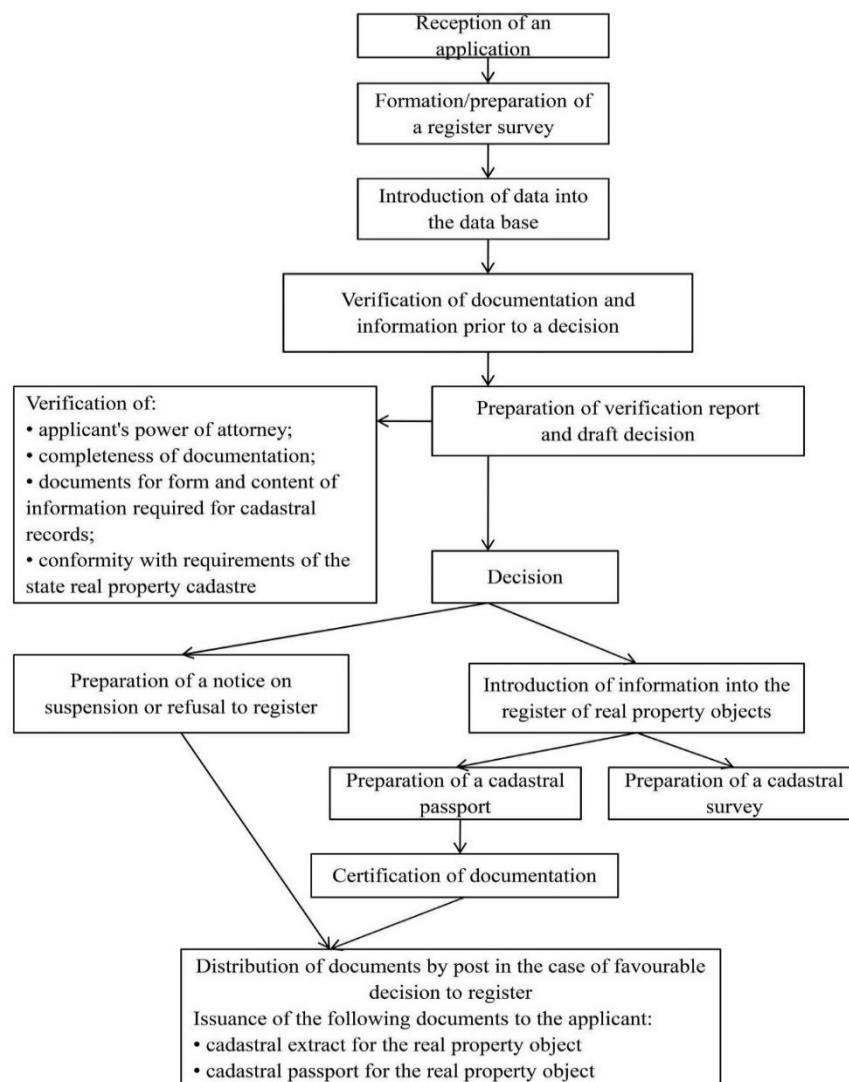 Reception of an
application
Formation/preparation of
a register survey
Introduction of data into
the data base
Verification of documentation and
information prior to a decision
Verification of:
• applicant's power of attorney;
• completeness of documentation;
• documents for form and content of
information required for cadastral
records;
• conformity with requirements of the
state real property cadastre
Preparation of verification report
and draft decision
Decision
Preparation of a notice on
suspension or refusal to register
Introduction of information into the
register of real property objects
Preparation of a cadastral
passport
Preparation of a cadastral
survey
Certification of documentation
Distribution of documents by post in the case of favourable
decision to register
Issuance of the following documents to the applicant:
• cadastral extract for the real property object
• cadastral passport for the real property object